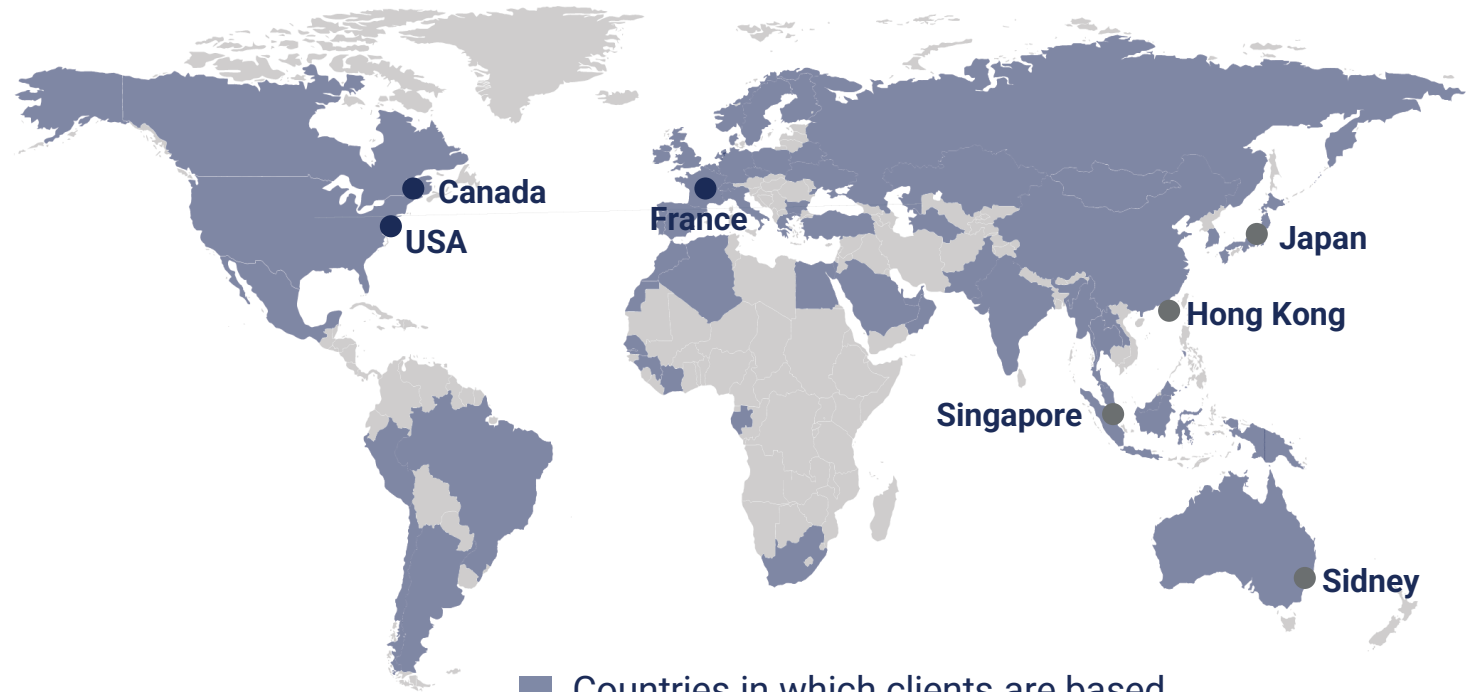 Canada
USA
France
Japan
Hong Kong
Singapore
Sidney
Countries in which clients are based